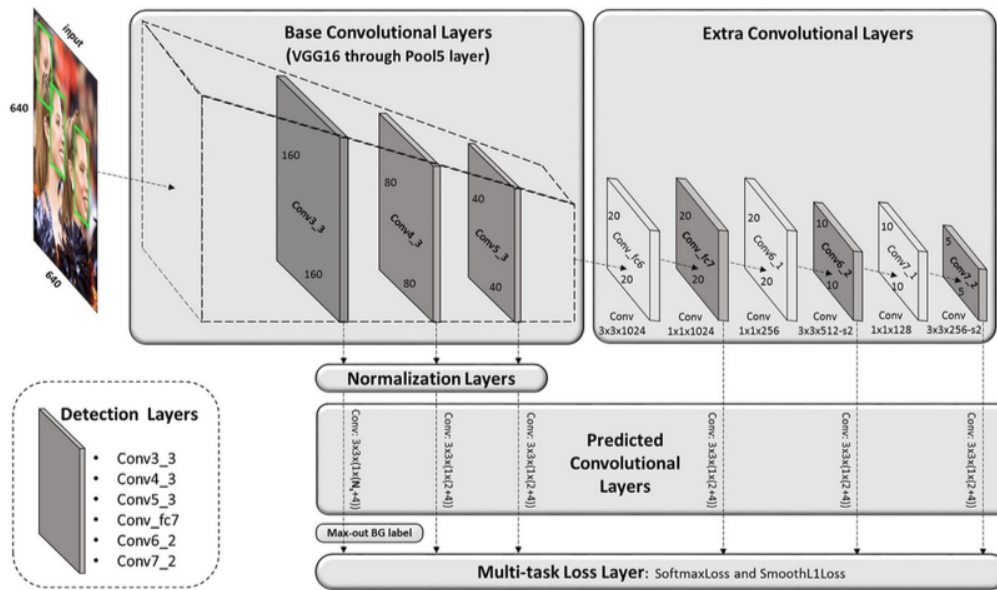 input
640
640
Base Convolutional Layers
(VGG16 through Pool5 layer)
160
Conv3_3
160
80
Conv4_3
80
40
Conv5_3
40
Extra Convolutional Layers
20
Conv_fc6
20
20
Conv_fc7
20
20
Conv6_1
20
10
Conv6_2
10
10
Conv7_1
10
5
Conv7_2
5
Conv
3x3x1024
Conv
1x1x1024
Conv
1x1x256
Conv
3x3x512-s2
Conv
1x1x128
Conv
3x3x256-s2
Normalization Layers
Conv: 3x3x(1x(Nₛ+4))
Conv: 3x3x(1x(2+4))
Conv: 3x3x(1x(2+4))
Predicted
Convolutional
Layers
Conv: 3x3x(1x(2+4))
Conv: 3x3x(1x(2+4))
Conv: 3x3x(1x(2+4))
Max-out BG label
Multi-task Loss Layer: SoftmaxLoss and SmoothL1Loss
Detection Layers
• Conv3_3
• Conv4_3
• Conv5_3
• Conv_fc7
• Conv6_2
• Conv7_2